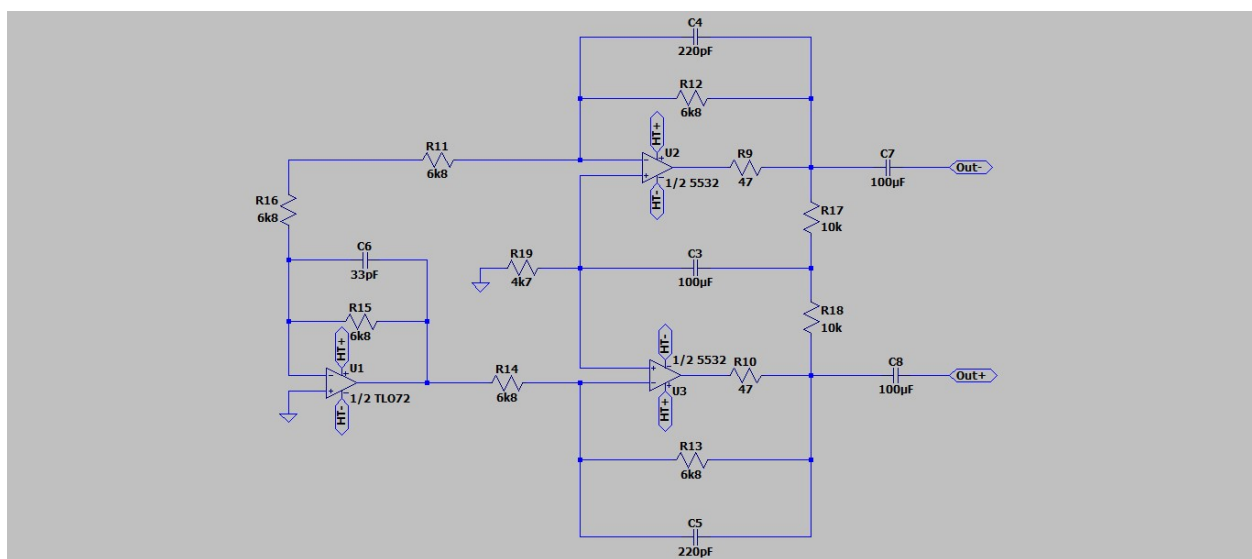 C4
220pF
R12
6k8
HT+
R11
6k8
U2
1/2 5532
HT-
R9
47
C7
100µF
Out-
R16
6k8
R17
10k
C6
33pF
R19
4k7
C3
100µF
R15
6k8
R18
10k
HT+
U1
1/2 TL072
HT-
R14
6k8
HT-
1/2 5532
U3
HT+
R10
47
C8
100µF
Out+
R13
6k8
C5
220pF